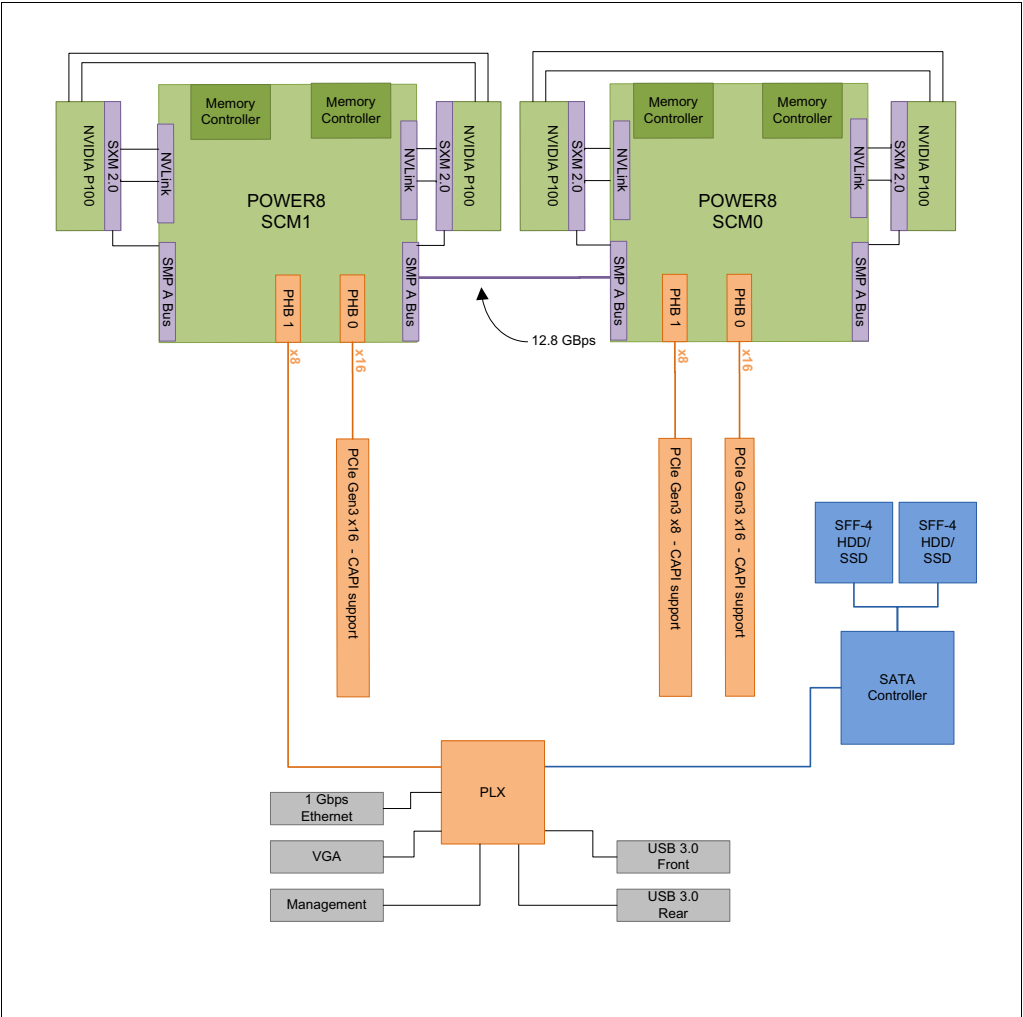 Memory
Controller
Memory
Controller
NVIDIA P100
SXM 2.0
NVLink
NVLink
SXM 2.0
NVIDIA P100
POWER8
SCM1
SMP A Bus
SMP A Bus
PHB 1
PHB 0
x8
x16
Memory
Controller
Memory
Controller
NVIDIA P100
SXM 2.0
NVLink
NVLink
SXM 2.0
NVIDIA P100
POWER8
SCM0
SMP A Bus
SMP A Bus
PHB 1
PHB 0
x8
x16
12.8 GBps
PCIe Gen3 x16 - CAPI support
PCIe Gen3 x8 - CAPI support
PCIe Gen3 x16 - CAPI support
SFF-4
HDD/
SSD
SFF-4
HDD/
SSD
SATA
Controller
PLX
1 Gbps
Ethernet
VGA
Management
USB 3.0
Front
USB 3.0
Rear